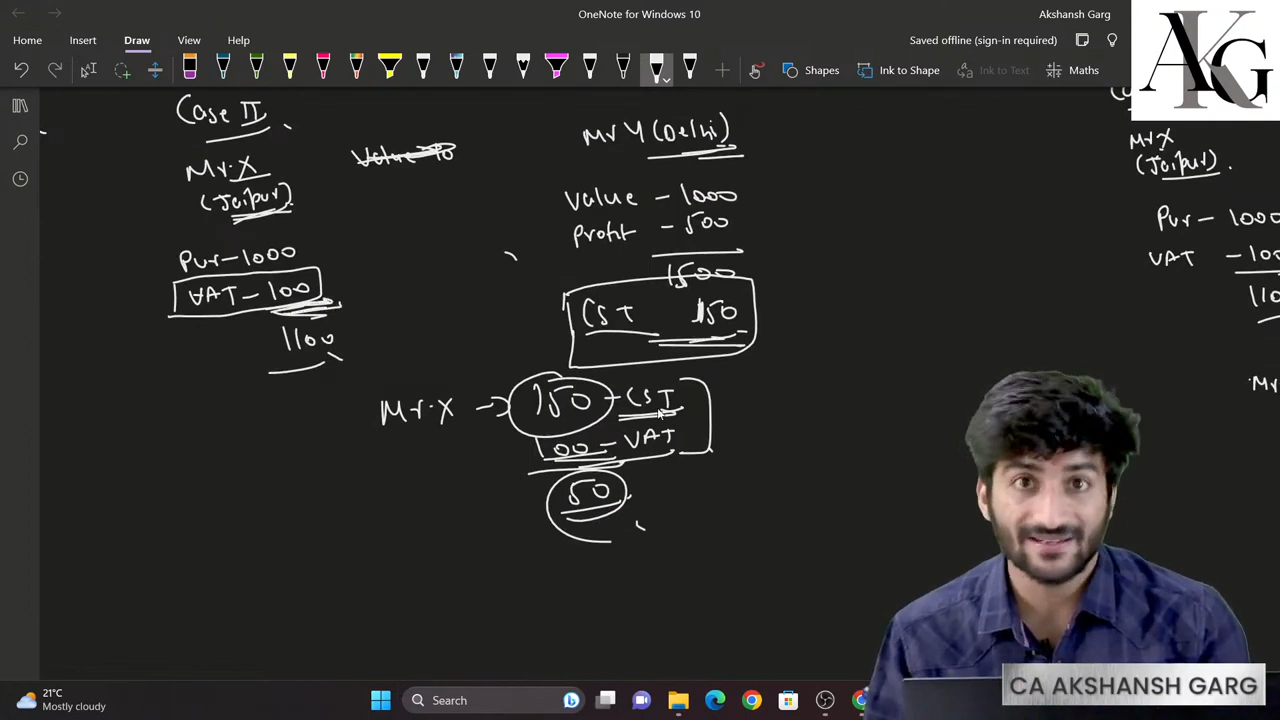 OneNote for Windows 10
Akshansh Garg
Home Insert Draw View Help
Saved offline (sign-in required)
Shapes Ink to Shape Ink to Text Maths
AKG
Case II
Mr.X
(Jaipur)
Pur-1000
VAT-100
1100
Mr Y (Delhi)
Value - 1000
Profit - 500
1500
CST 150
Mr.X → 150 - CST
100 - VAT
50
Mr X
(Jaipur)
Pur - 1000
VAT - 100
CA AKSHANSH GARG
21°C
Mostly cloudy
Search